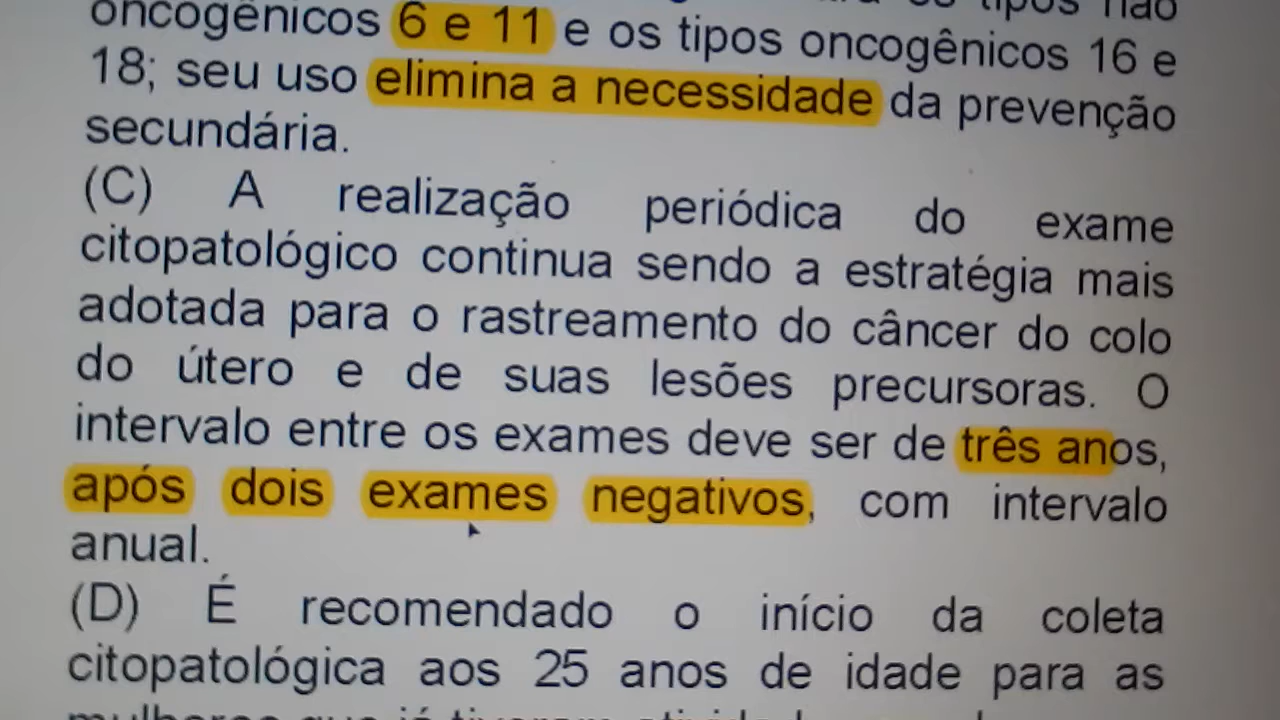 oncogênicos 6 e 11 e os tipos oncogênicos 16 e
18; seu uso elimina a necessidade da prevenção
secundária.
(C) A realização periódica do exame
citopatológico continua sendo a estratégia mais
adotada para o rastreamento do câncer do colo
do útero e de suas lesões precursoras. O
intervalo entre os exames deve ser de três anos,
após dois exames negativos, com intervalo
anual.
(D) É recomendado o início da coleta
citopatológica aos 25 anos de idade para as